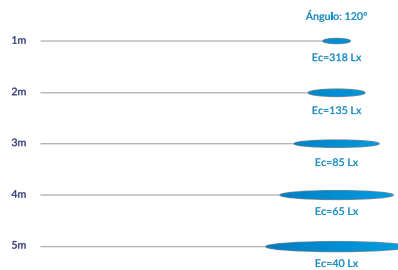 Ángulo: 120º
1m
Ec=318 Lx
2m
Ec=135 Lx
3m
Ec=85 Lx
4m
Ec=65 Lx
5m
Ec=40 Lx